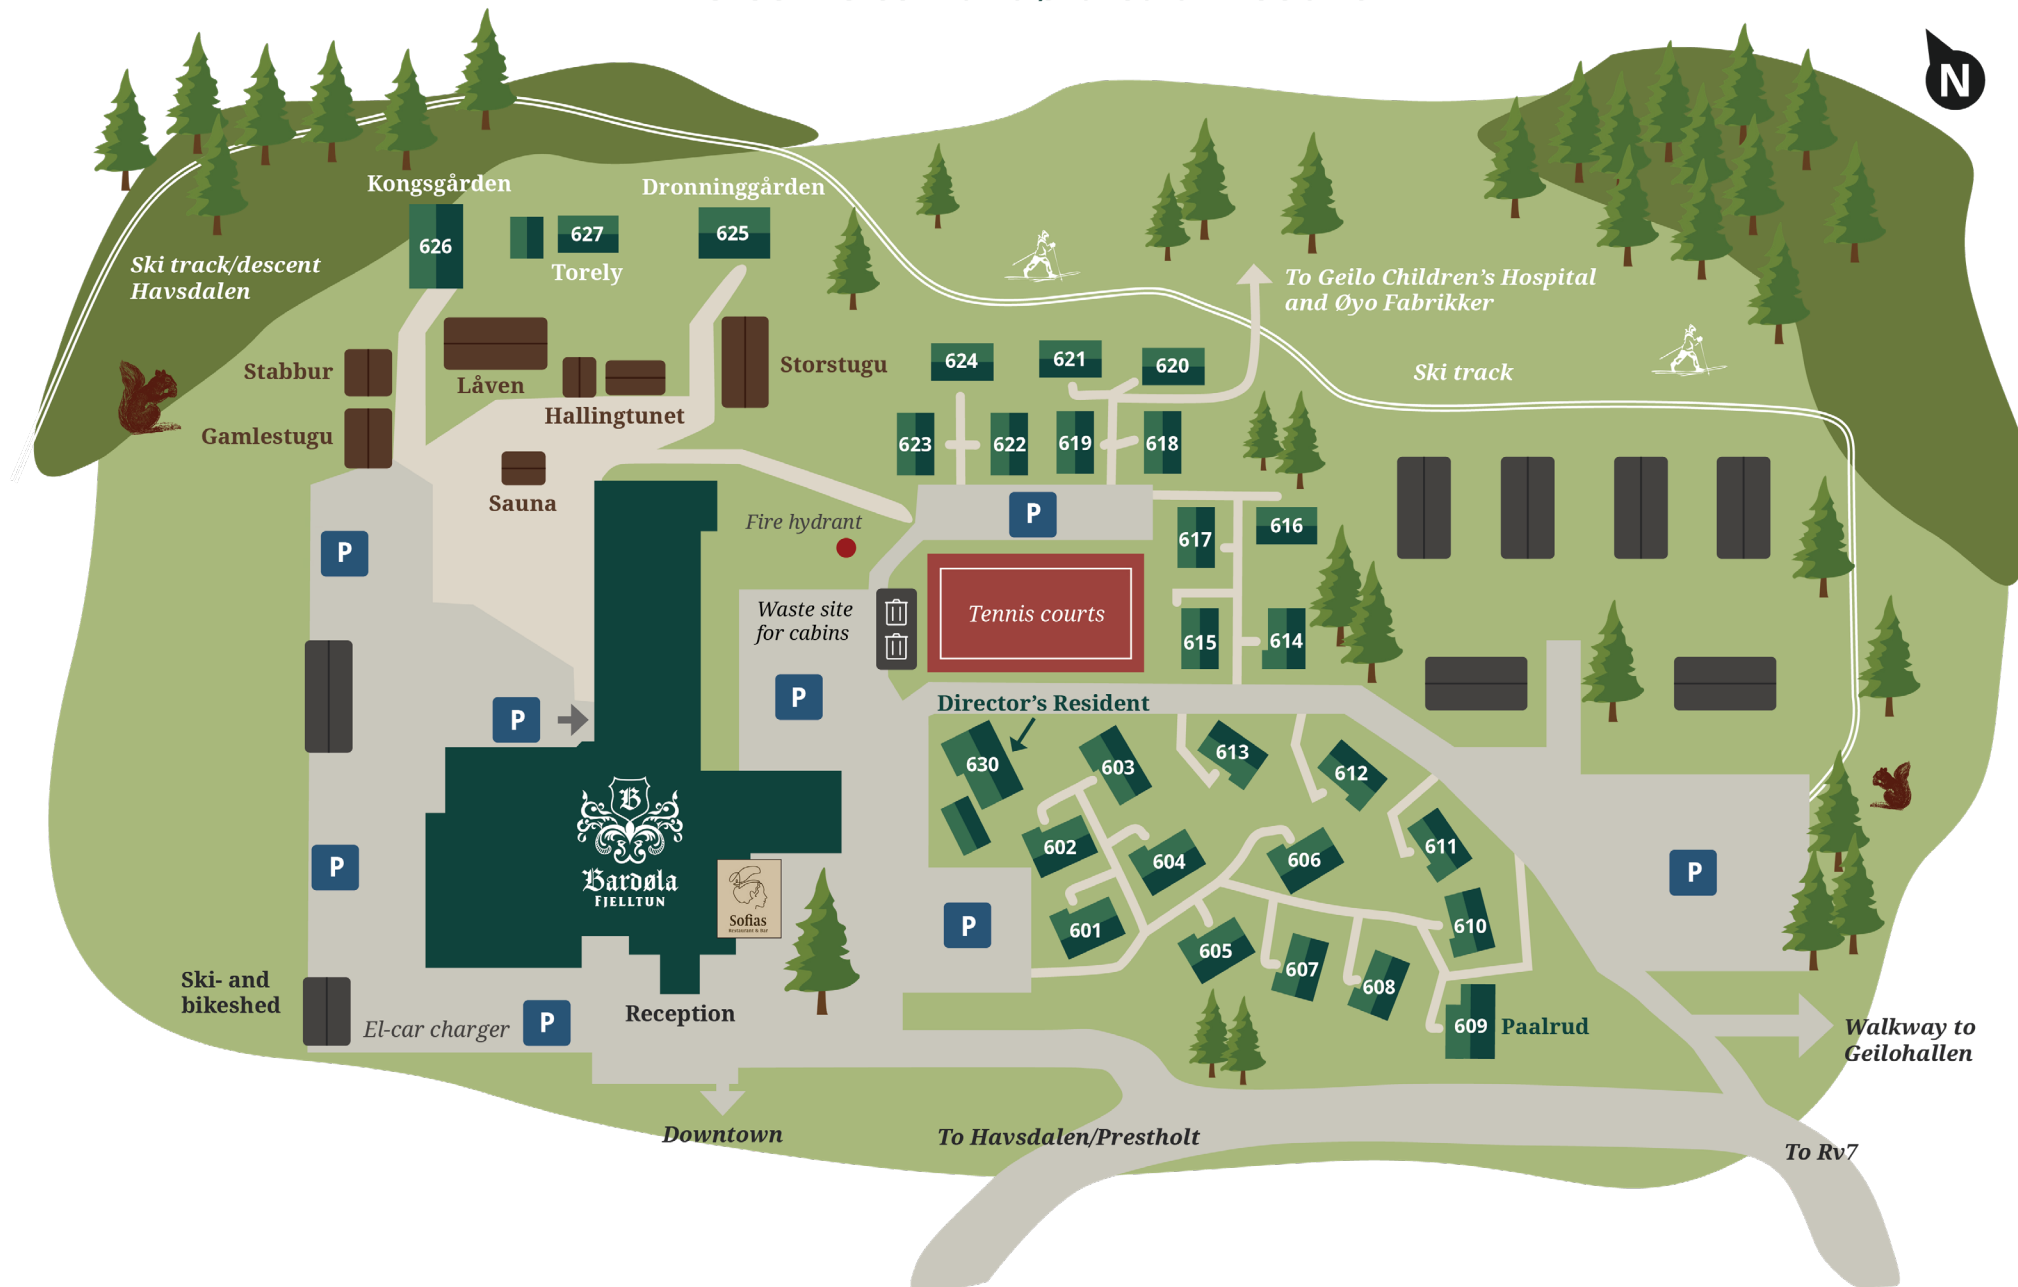 N
Kongsgården
Dronninggården
626
627
625
Torely
Ski track/descent
Havsdalen
To Geilo Children's Hospital
and Øyo Fabrikker
Stabbur
Låven
Storstugu
624
621
620
Ski track
Hallingtunet
Gamlestugu
623
622
619
618
Sauna
Fire hydrant
P
617
616
P
Waste site
for cabins
Tennis courts
615
614
P
P
Director's Resident
630
603
613
612
602
604
606
611
P
P
B
Bardøla
FJELLTUN
Sofias
Restaurant & Bar
P
601
605
610
607
608
Ski- and
bikeshed
El-car charger
P
Reception
609
Paalrud
Walkway to
Geilohallen
Downtown
To Havsdalen/Prestholt
To Rv7